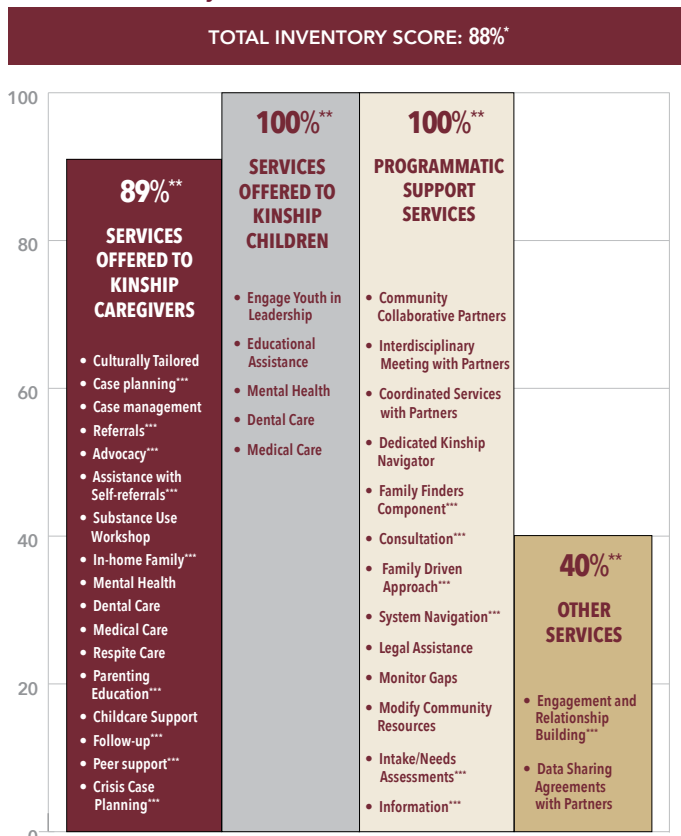 TOTAL INVENTORY SCORE: 88%*
100
80
60
40
20
0
89%**
SERVICES
OFFERED TO
KINSHIP
CAREGIVERS
• Culturally Tailored
• Case planning***
• Case management
• Referrals***
• Advocacy***
• Assistance with
Self-referrals***
• Substance Use
Workshop
• In-home Family***
• Mental Health
• Dental Care
• Medical Care
• Respite Care
• Parenting
Education***
• Childcare Support
• Follow-up***
• Peer support***
• Crisis Case
Planning***
100%**
SERVICES
OFFERED TO
KINSHIP
CHILDREN
• Engage Youth in
Leadership
• Educational
Assistance
• Mental Health
• Dental Care
• Medical Care
100%**
PROGRAMMATIC
SUPPORT
SERVICES
• Community
Collaborative Partners
• Interdisciplinary
Meeting with Partners
• Coordinated Services
with Partners
• Dedicated Kinship
Navigator
• Family Finders
Component***
• Consultation***
• Family Driven
Approach***
• System Navigation***
• Legal Assistance
• Monitor Gaps
• Modify Community
Resources
• Intake/Needs
Assessments***
• Information***
40%**
OTHER
SERVICES
• Engagement and
Relationship
Building***
• Data Sharing
Agreements
with Partners